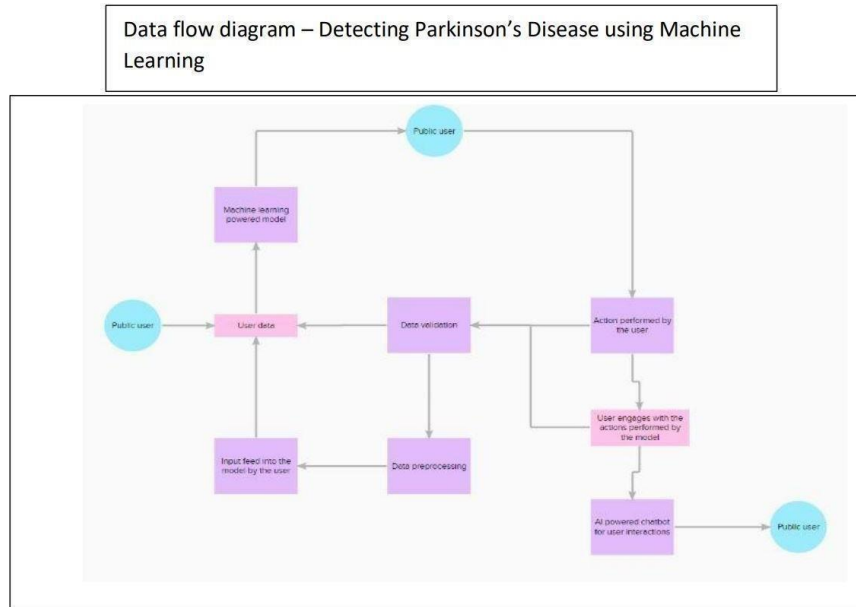 Data flow diagram – Detecting Parkinson's Disease using Machine
Learning
Public user
Machine learning
powered model
Public user
User data
Data validation
Action performed by
the user
User engages with the
actions performed by
the model
Input feed into the
model by the user
Data preprocessing
AI powered chatbot
for user interactions
Public user